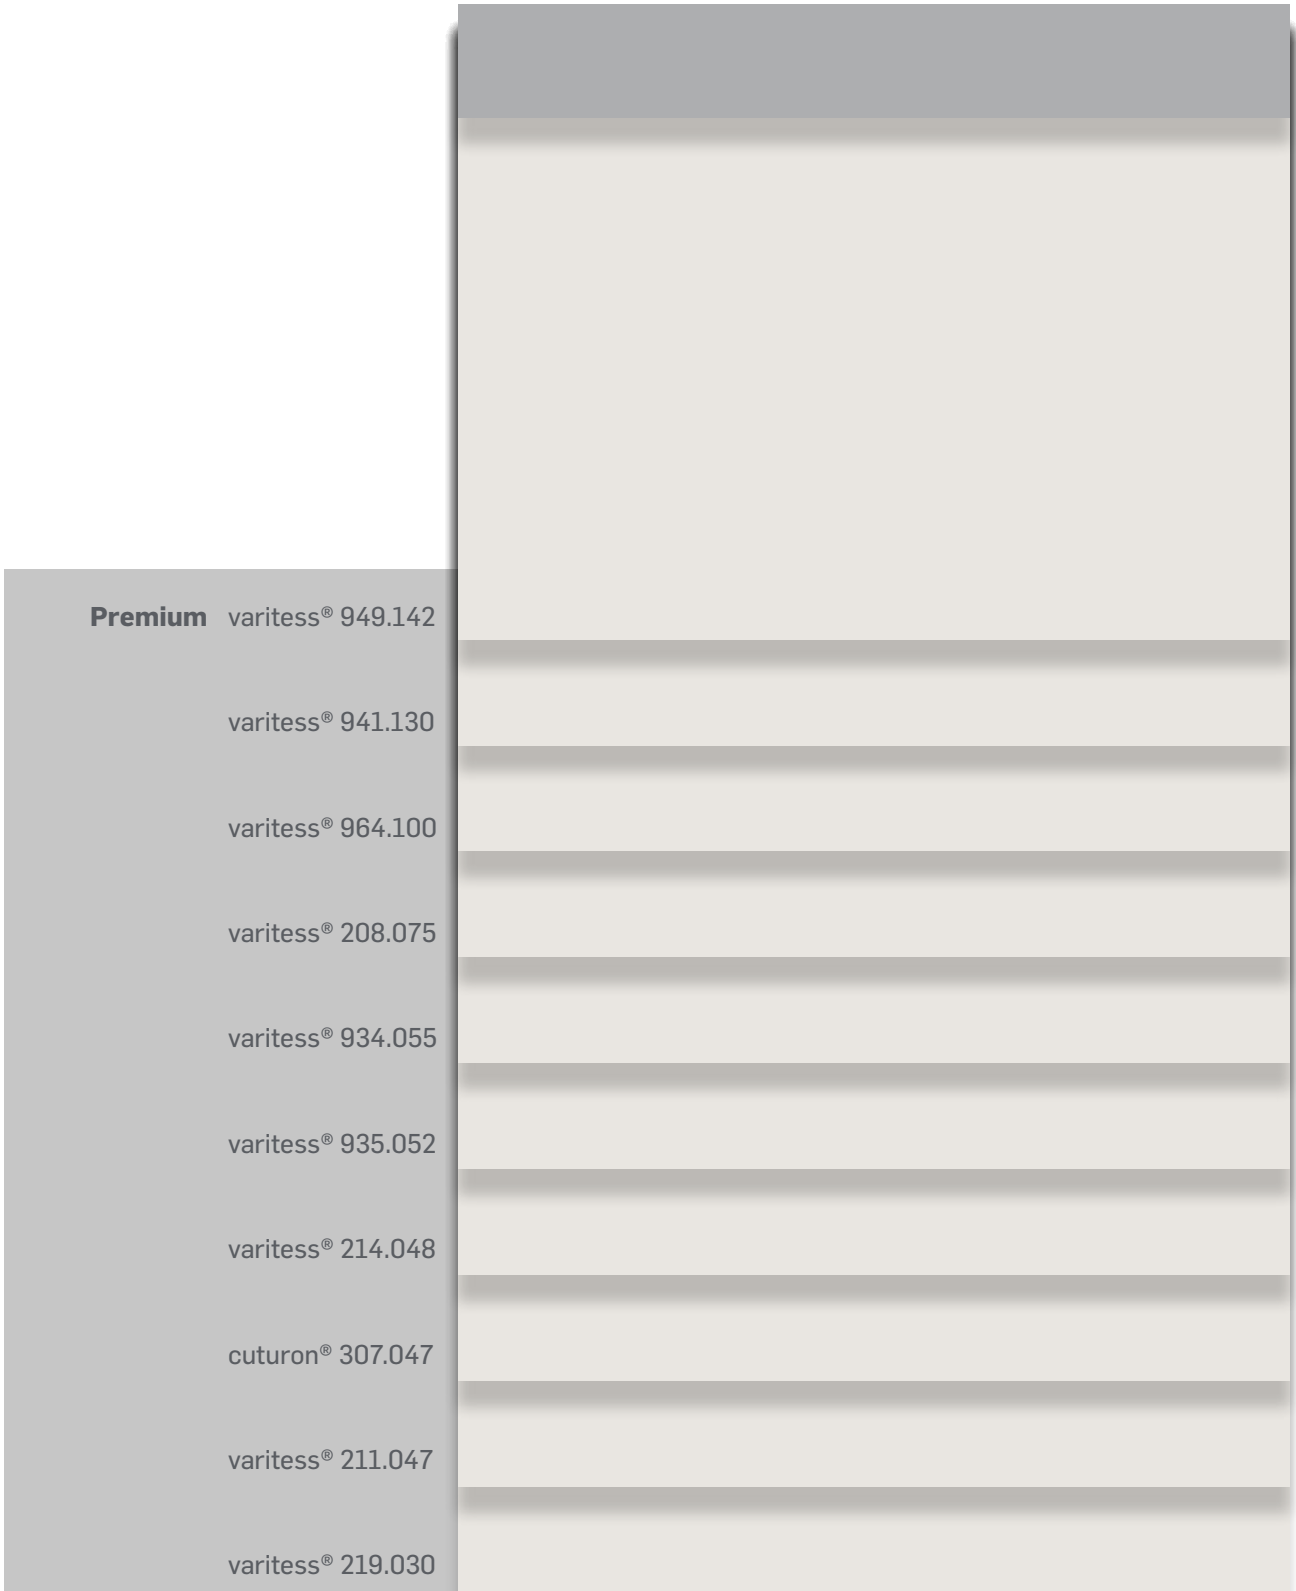 Premium varitess® 949.142
varitess® 941.130
varitess® 964.100
varitess® 208.075
varitess® 934.055
varitess® 935.052
varitess® 214.048
cuturon® 307.047
varitess® 211.047
varitess® 219.030